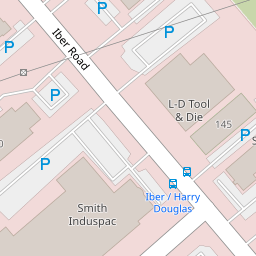 P
P
P
Iber Road
P
L-D Tool
& Die
145
P
P
Iber / Harry
Douglas
Smith
Induspac